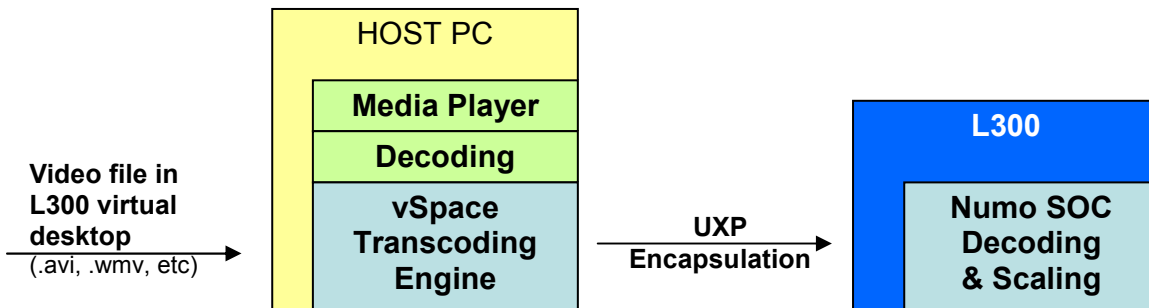 HOST PC
Media Player
Decoding
vSpace
Transcoding
Engine
Video file in
L300 virtual
desktop
(.avi, .wmv, etc)
UXP
Encapsulation
L300
Numo SOC
Decoding
& Scaling